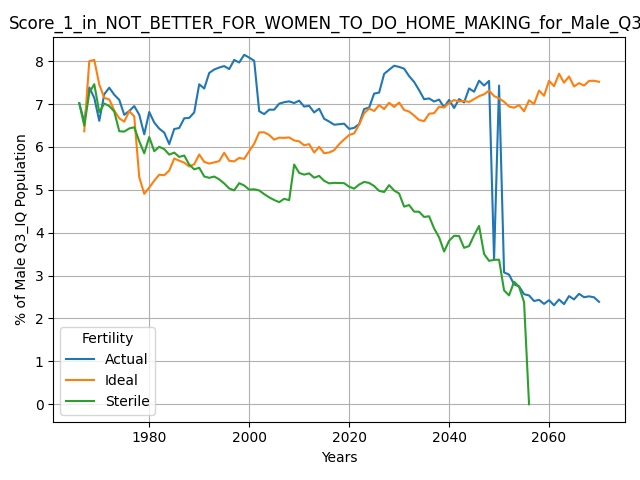 Score_1_in_NOT_BETTER_FOR_WOMEN_TO_DO_HOME_MAKING_for_Male_Q3
% of Male Q3_IQ Population
8
7
6
5
4
3
2
1
0
Fertility
Actual
Ideal
Sterile
1980 2000 2020 2040 2060
Years